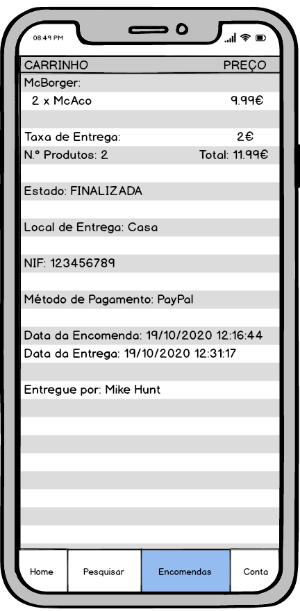 08:49 PM
CARRINHO PREÇO
McBorger:
2 x McAco 9.99€
Taxa de Entrega: 2€
N.º Produtos: 2 Total: 11.99€
Estado: FINALIZADA
Local de Entrega: Casa
NIF: 123456789
Método de Pagamento: PayPal
Data da Encomenda: 19/10/2020 12:16:44
Data da Entrega: 19/10/2020 12:31:17
Entregue por: Mike Hunt
Home Pesquisar Encomendas Conta